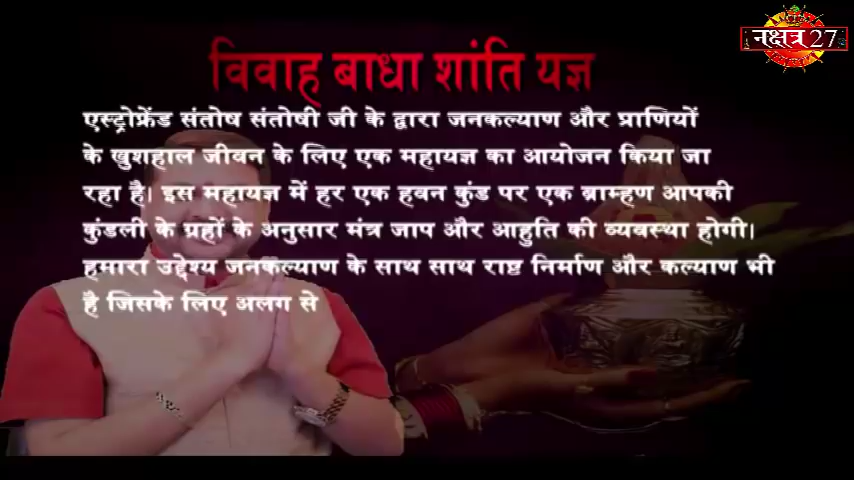 नक्षत्र 27
विवाह बाधा शांति यज्ञ
एस्ट्रोफ्रेंड संतोष संतोषी जी के द्वारा जनकल्याण और प्राणियों
के खुशहाल जीवन के लिए एक महायज्ञ का आयोजन किया जा
रहा है। इस महायज्ञ में हर एक हवन कुंड पर एक ब्राम्हण आपकी
कुंडली के ग्रहों के अनुसार मंत्र जाप और आहुति की व्यवस्था होगी।
हमारा उद्देश्य जनकल्याण के साथ साथ राष्ट निर्माण और कल्याण भी
है जिसके लिए अलग से